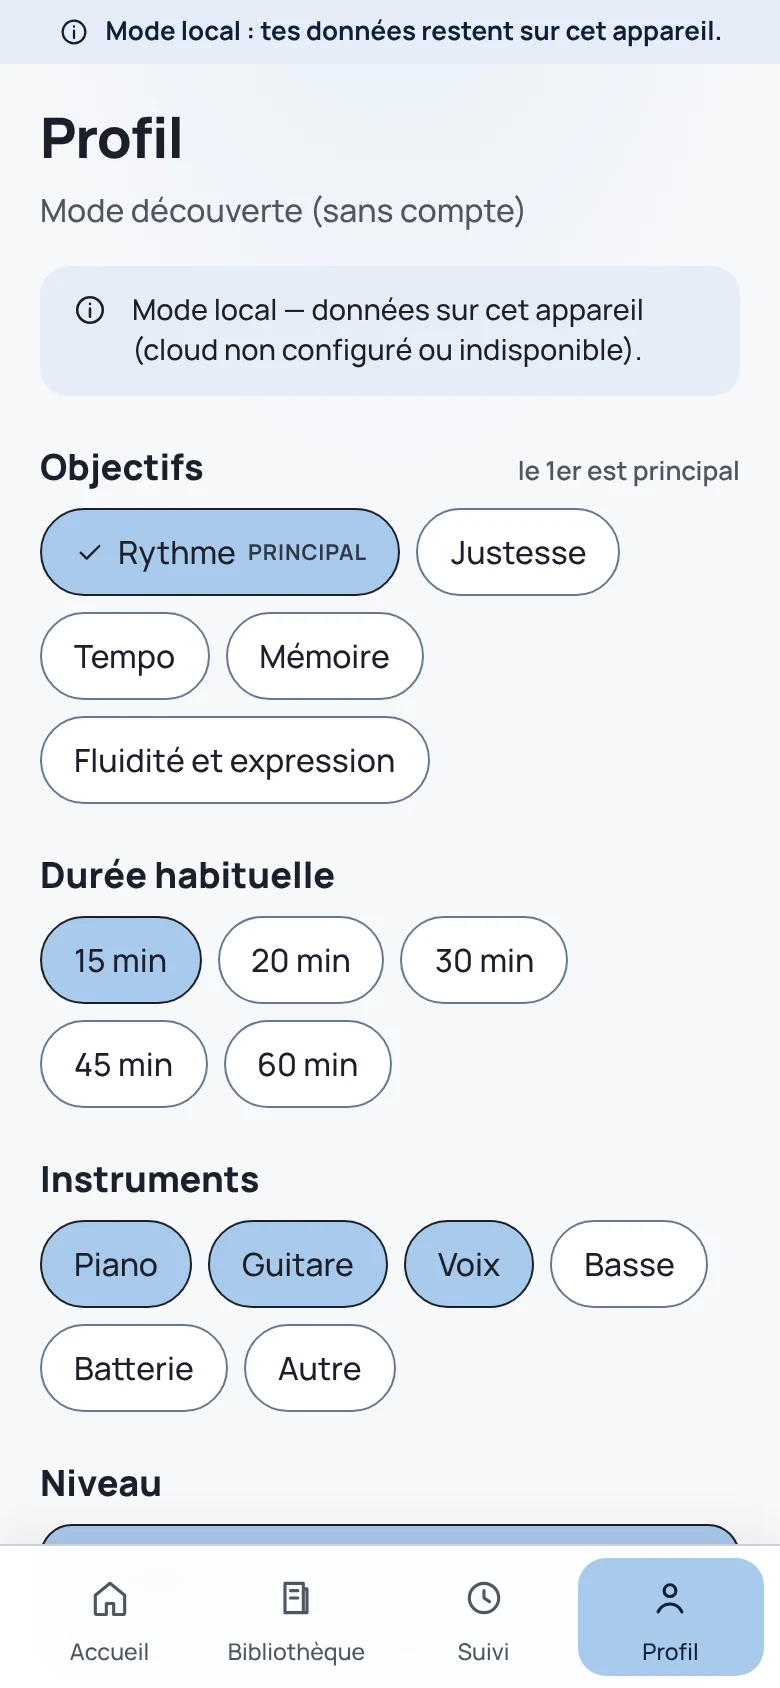 Mode local : tes données restent sur cet appareil.
Profil
Mode découverte (sans compte)
Mode local — données sur cet appareil
(cloud non configuré ou indisponible).
Objectifs
le 1er est principal
Rythme PRINCIPAL
Justesse
Tempo
Mémoire
Fluidité et expression
Durée habituelle
15 min
20 min
30 min
45 min
60 min
Instruments
Piano
Guitare
Voix
Basse
Batterie
Autre
Niveau
Accueil
Bibliothèque
Suivi
Profil